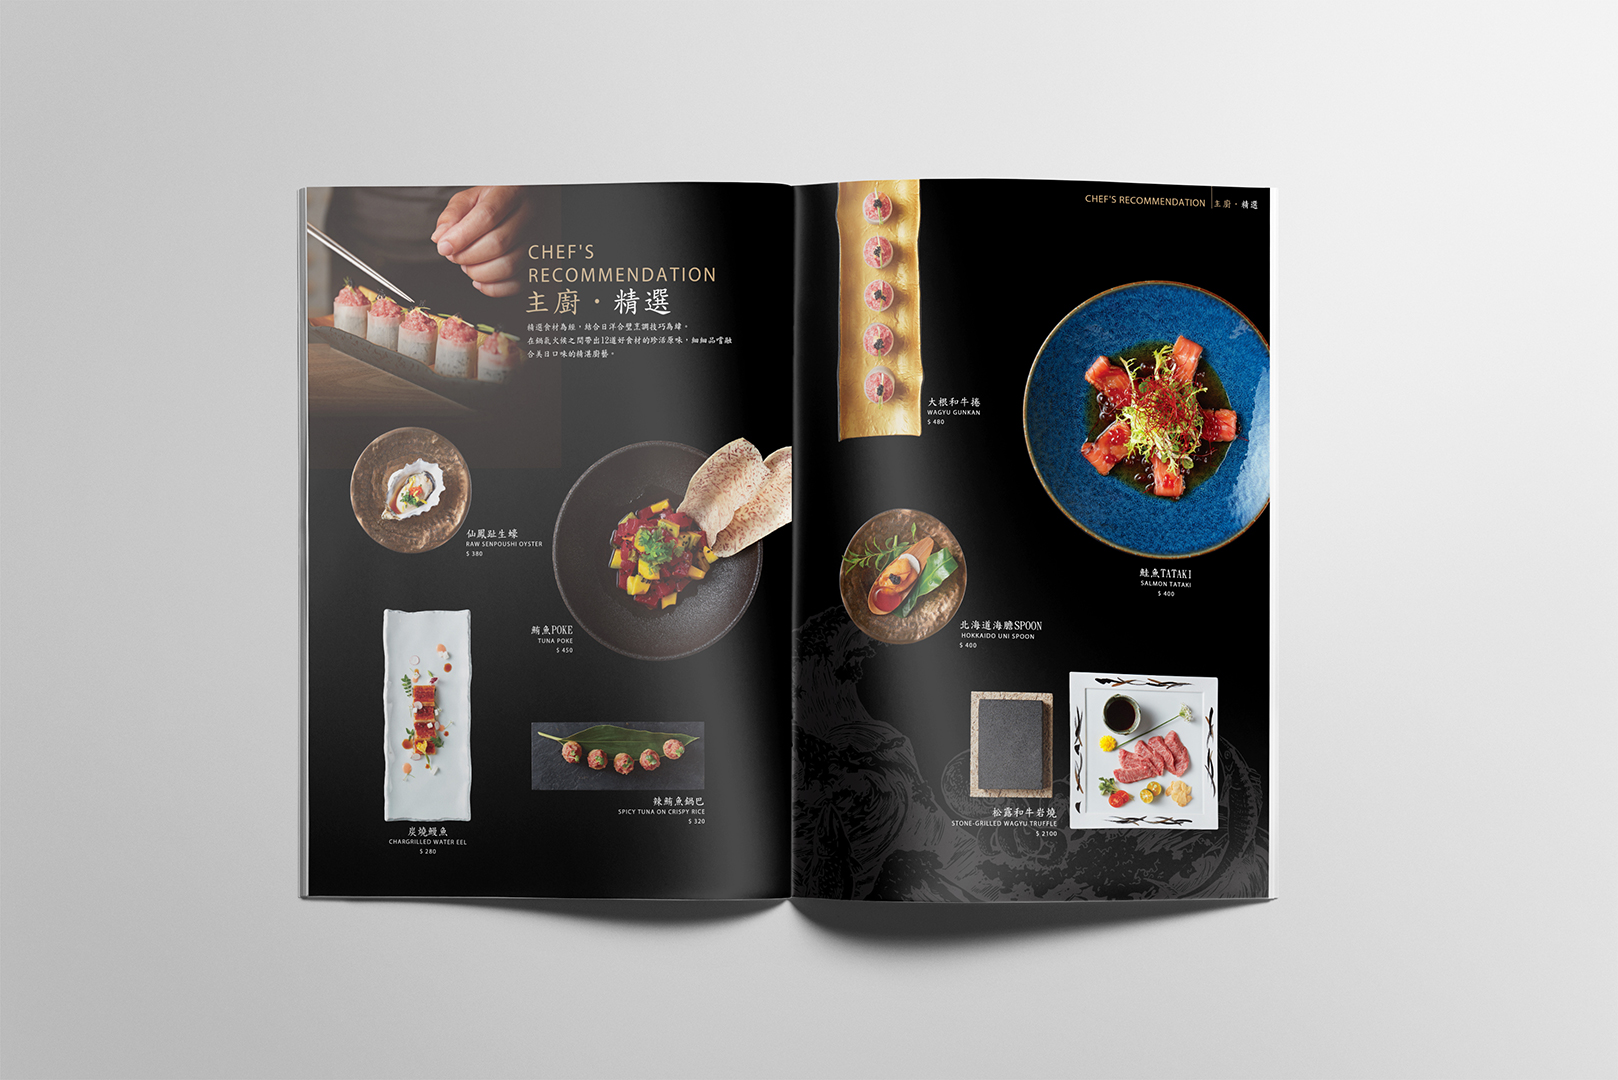 CHEF'S
RECOMMENDATION
主廚·精選
精選食材為經，結合日洋合璧烹調技巧為緯。
在鍋氣火候之間帶出12道好食材的珍活原味，細細品嚐融
合美日口味的精湛廚藝。
仙鳳趾生蠔
RAW SENPOUSHI OYSTER
$ 380
鮪魚POKE
TUNA POKE
$ 450
炭燒鰻魚
CHARGRILLED WATER EEL
$ 280
辣鮪魚鍋巴
SPICY TUNA ON CRISPY RICE
$ 320
CHEF'S RECOMMENDATION 主廚·精選
大根和牛捲
WAGYU GUNKAN
$ 480
鮭魚TATAKI
SALMON TATAKI
$ 400
北海道海膽SPOON
HOKKAIDO UNI SPOON
$ 400
松露和牛岩燒
STONE-GRILLED WAGYU TRUFFLE
$ 2100